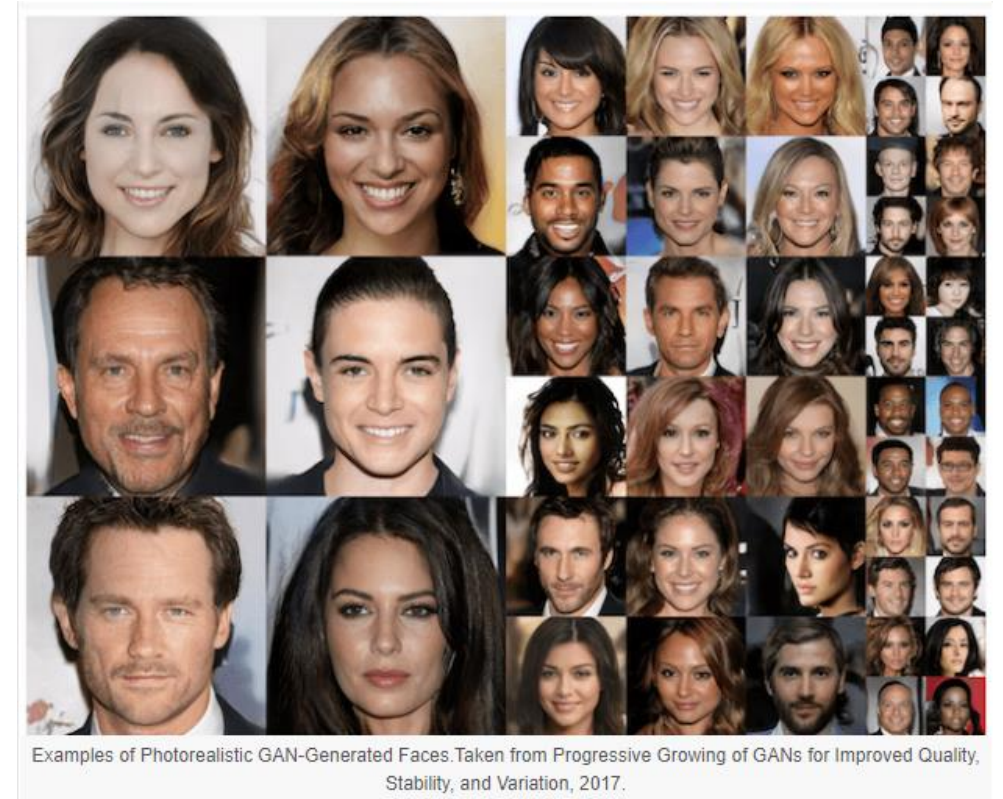 Examples of Photorealistic GAN-Generated Faces.Taken from Progressive Growing of GANs for Improved Quality,
Stability, and Variation, 2017.